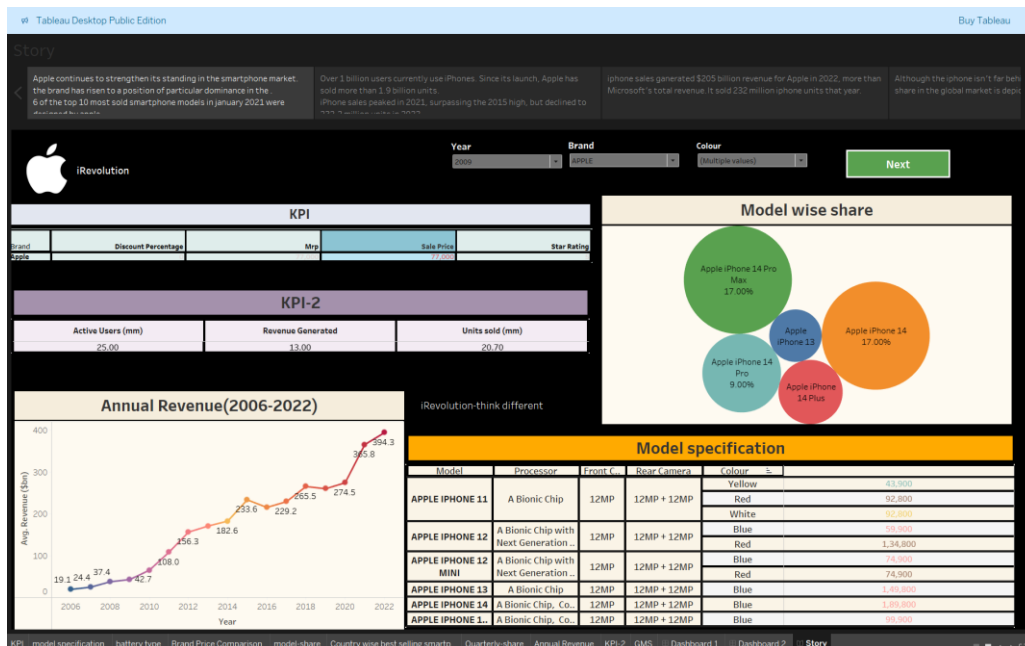 Tableau Desktop Public Edition
Buy Tableau
Story
Apple continues to strengthen its standing in the smartphone market.
the brand has risen to a position of particular dominance in the .
6 of the top 10 most sold smartphone models in january 2021 were
Over 1 billion users currently use iPhones. Since its launch, Apple has
sold more than 1.9 billion units.
iPhone sales peaked in 2021, surpassing the 2015 high, but declined to
iphone sales ganerated $205 billion revenue for Apple in 2022, more than
Microsoft's total revenue. It sold 232 million iphone units that year.
Although the iphone isn't far behi
share in the global market is depic
iRevolution
Year
2009
Brand
APPLE
Colour
(Multiple values)
Next
KPI
Brand Discount Percentage Mrp Sale Price Star Rating
Apple 77,000
KPI-2
Active Users (mm) Revenue Generated Units sold (mm)
25.00 13.00 20.70
Model wise share
Apple iPhone 14 Pro
Max
17.00%
Apple
iPhone 13
Apple iPhone 14
17.00%
Apple iPhone 14
Pro
9.00%
Apple iPhone
14 Plus
Annual Revenue(2006-2022)
Avg. Revenue ($bn)
400
300
200
100
0
19.1 24.4 37.4 42.7 108.0 156.3 182.6 233.6 229.2 265.5 274.5 365.8 394.3
2006 2008 2010 2012 2014 2016 2018 2020 2022
Year
iRevolution-think different
Model specification
Model Processor Front C.. Rear Camera Colour
APPLE IPHONE 11 A Bionic Chip 12MP 12MP + 12MP Yellow 43,900
Red 92,800
White 92,800
APPLE IPHONE 12 A Bionic Chip with Next Generation .. 12MP 12MP + 12MP Blue 59,900
Red 1,34,800
APPLE IPHONE 12 MINI A Bionic Chip with Next Generation .. 12MP 12MP + 12MP Blue 74,900
Red 74,900
APPLE IPHONE 13 A Bionic Chip 12MP 12MP + 12MP Blue 1,49,800
APPLE IPHONE 14 A Bionic Chip, Co.. 12MP 12MP + 12MP Blue 1,89,800
APPLE IPHONE 1.. A Bionic Chip, Co.. 12MP 12MP + 12MP Blue 99,900
KPI model specification battery type Brand Price Comparison model-share Country wise best selling smartp.. Quarterly-share Annual Revenue KPI-2 GMS Dashboard 1 Dashboard 2 Story